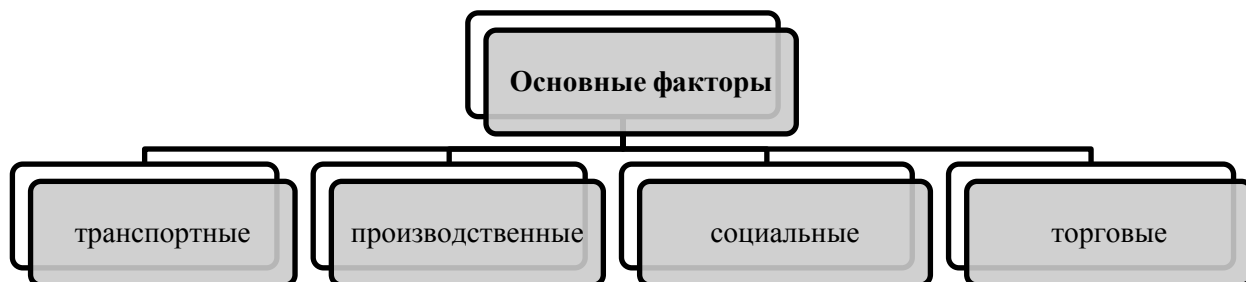 Основные факторы
транспортные
производственные
социальные
торговые